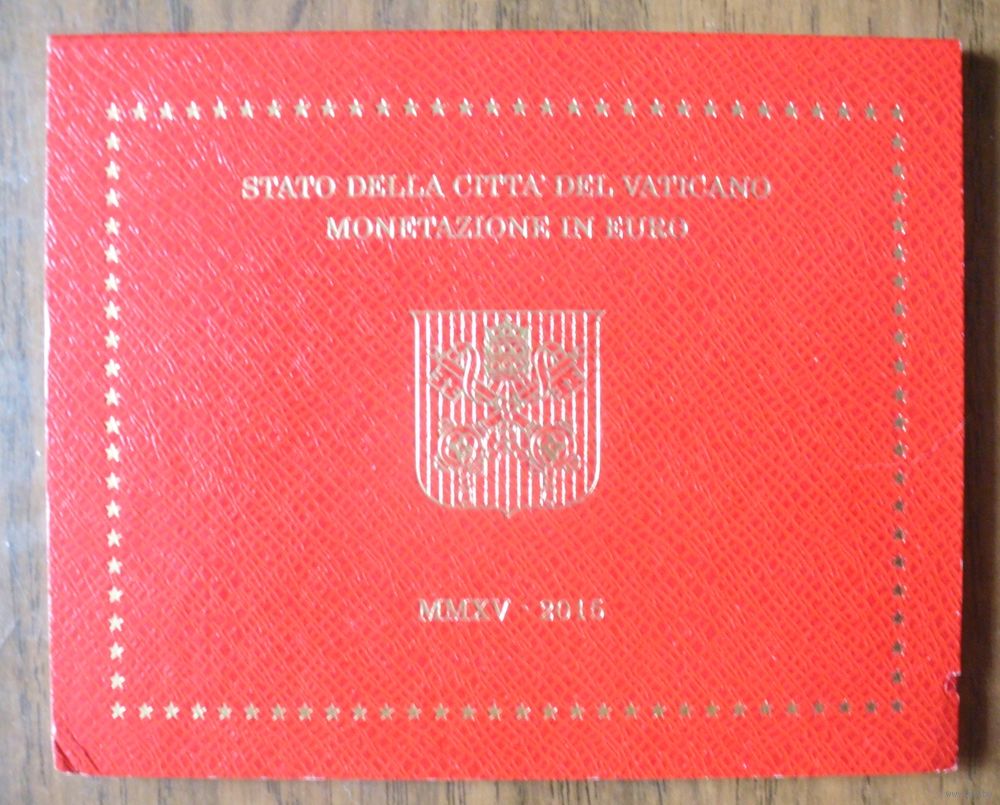 STATO DELLA CITTA' DEL VATICANO
MONETAZIONE IN EURO
MMXV · 2015